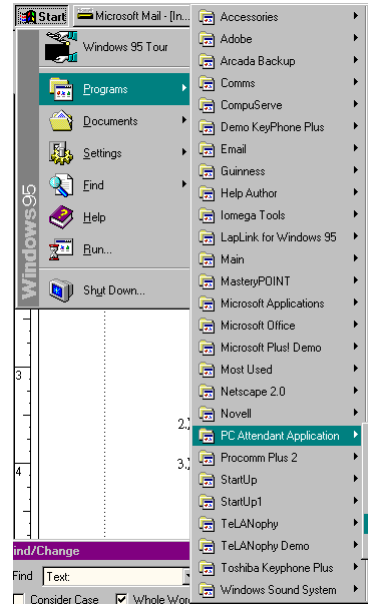 Start
Microsoft Mail - [In...
Windows 95 Tour
Programs
Documents
Settings
Find
Help
Run...
Shut Down...
Windows95
Accessories
Adobe
Arcada Backup
Comms
CompuServe
Demo KeyPhone Plus
Email
Guinness
Help Author
Iomega Tools
LapLink for Windows 95
Main
MasteryPOINT
Microsoft Applications
Microsoft Office
Microsoft Plus! Demo
Most Used
Netscape 2.0
Novell
PC Attendant Application
Procomm Plus 2
StartUp
StartUp1
TeLANophy
TeLANophy Demo
Toshiba Keyphone Plus
Windows Sound System
3
4
2.)
3.)
ind/Change
Find Text:
Consider Case Whole Wor